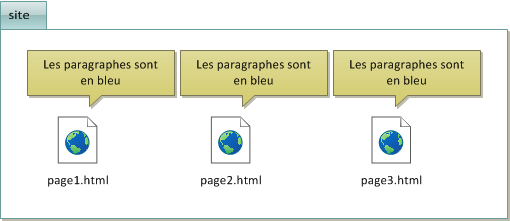 site
Les paragraphes sont
en bleu
Les paragraphes sont
en bleu
Les paragraphes sont
en bleu
page1.html
page2.html
page3.html